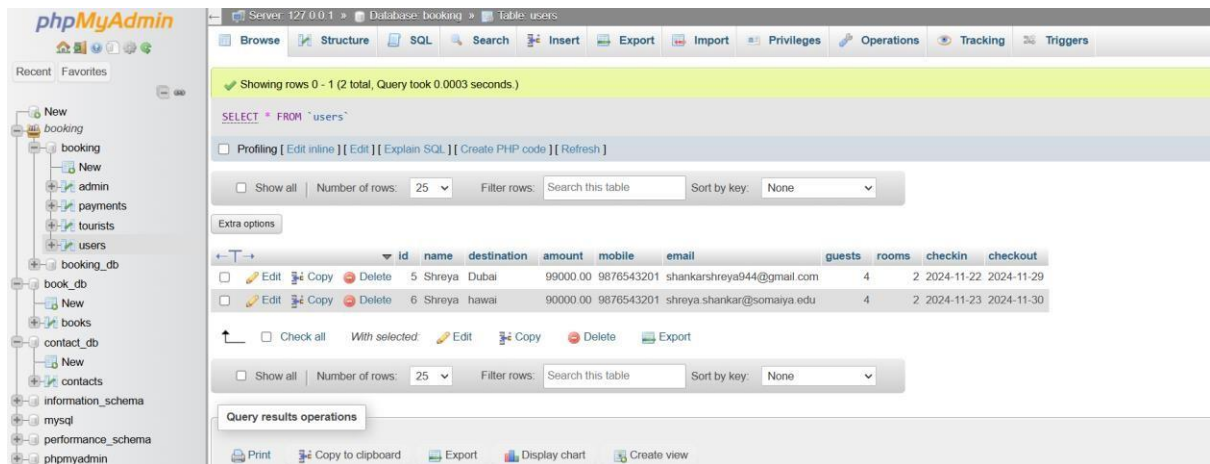 phpMyAdmin
Recent Favorites
New
booking
booking
New
admin
payments
tourists
users
booking_db
book_db
New
books
contact_db
New
contacts
information_schema
mysql
performance_schema
phpmyadmin
Server: 127.0.0.1 » Database: booking » Table: users
Browse Structure SQL Search Insert Export Import Privileges Operations Tracking Triggers
Showing rows 0 - 1 (2 total, Query took 0.0003 seconds.)
SELECT * FROM `users`
Profiling [ Edit inline ] [ Edit ] [ Explain SQL ] [ Create PHP code ] [ Refresh ]
Show all | Number of rows: 25 Filter rows: Search this table Sort by key: None
Extra options
id name destination amount mobile email guests rooms checkin checkout
Edit Copy Delete 5 Shreya Dubai 99000.00 9876543201 shankarshreya944@gmail.com 4 2 2024-11-22 2024-11-29
Edit Copy Delete 6 Shreya hawai 90000.00 9876543201 shreya.shankar@somaiya.edu 4 2 2024-11-23 2024-11-30
Check all With selected: Edit Copy Delete Export
Show all Number of rows: 25 Filter rows: Search this table Sort by key: None
Query results operations
Print Copy to clipboard Export Display chart Create view